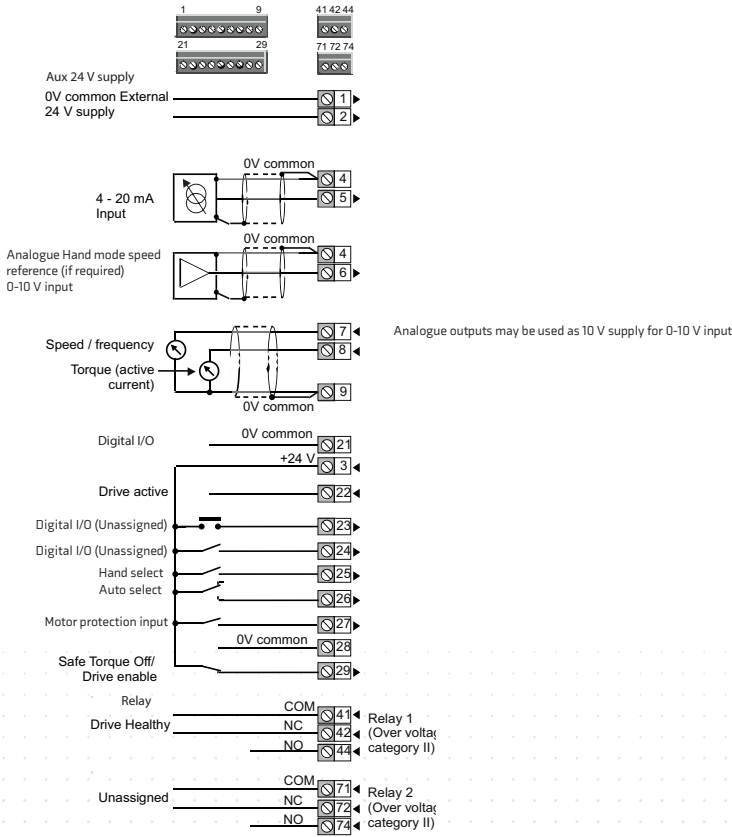 1 9 41 42 44
21 29 71 72 74
Aux 24 V supply
0V common External
24 V supply
1
2
0V common
4 - 20 mA
Input
4
5
Analogue Hand mode speed
reference (if required)
0-10 V input
0V common
4
6
Speed / frequency
Torque (active
current)
7
8
9
0V common
Analogue outputs may be used as 10 V supply for 0-10 V input
Digital I/O
0V common
21
+24 V
3
Drive active
22
Digital I/O (Unassigned)
23
Digital I/O (Unassigned)
24
Hand select
25
Auto select
26
Motor protection input
27
0V common
28
Safe Torque Off/
Drive enable
29
Relay
Drive Healthy
COM
41
NC
42
NO
44
Relay 1
(Over voltag
category II)
Unassigned
COM
71
NC
72
NO
74
Relay 2
(Over voltag
category II)